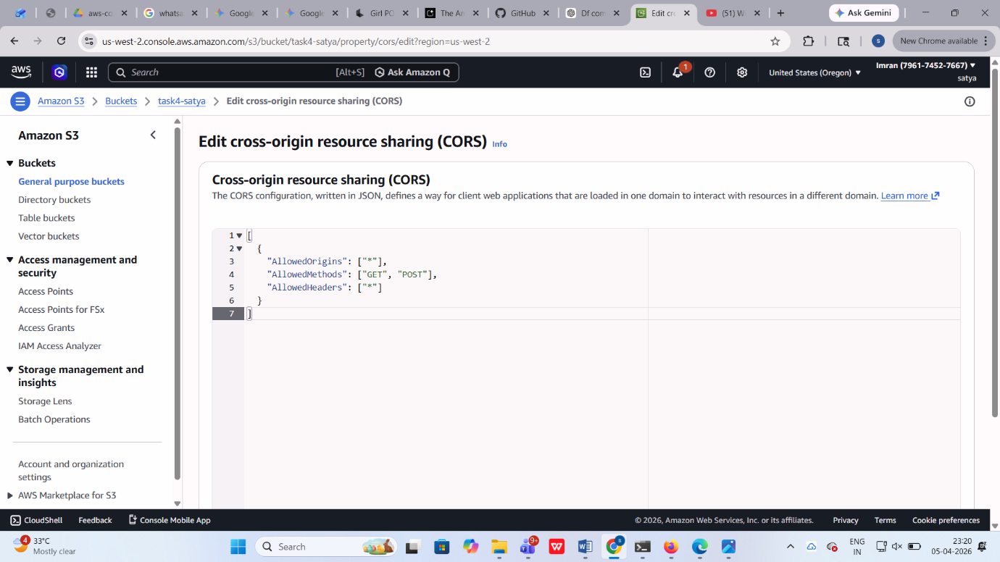 aws-co
whatsa
Google
Google
Girl PO
The An
GitHub
Df com
Edit cro
(51) W
Ask Gemini
us-west-2.console.aws.amazon.com/s3/bucket/task4-satya/property/cors/edit?region=us-west-2
S
New Chrome available
aws
Search
[Alt+S]
Ask Amazon Q
1
United States (Oregon)
Imran (7961-7452-7667)
satya
Amazon S3
Buckets
task4-satya
Edit cross-origin resource sharing (CORS)
Amazon S3
Buckets
General purpose buckets
Directory buckets
Table buckets
Vector buckets
Access management and
security
Access Points
Access Points for FSx
Access Grants
IAM Access Analyzer
Storage management and
insights
Storage Lens
Batch Operations
Account and organization
settings
AWS Marketplace for S3
Edit cross-origin resource sharing (CORS) Info
Cross-origin resource sharing (CORS)
The CORS configuration, written in JSON, defines a way for client web applications that are loaded in one domain to interact with resources in a different domain. Learn more
1 [
2 {
3 "AllowedOrigins": ["*"],
4 "AllowedMethods": ["GET", "POST"],
5 "AllowedHeaders": ["*"]
6 }
7 ]
CloudShell
Feedback
Console Mobile App
© 2026, Amazon Web Services, Inc. or its affiliates.
Privacy
Terms
Cookie preferences
4
33°C
Mostly clear
Search
9+
S
ENG
IN
23:20
05-04-2026